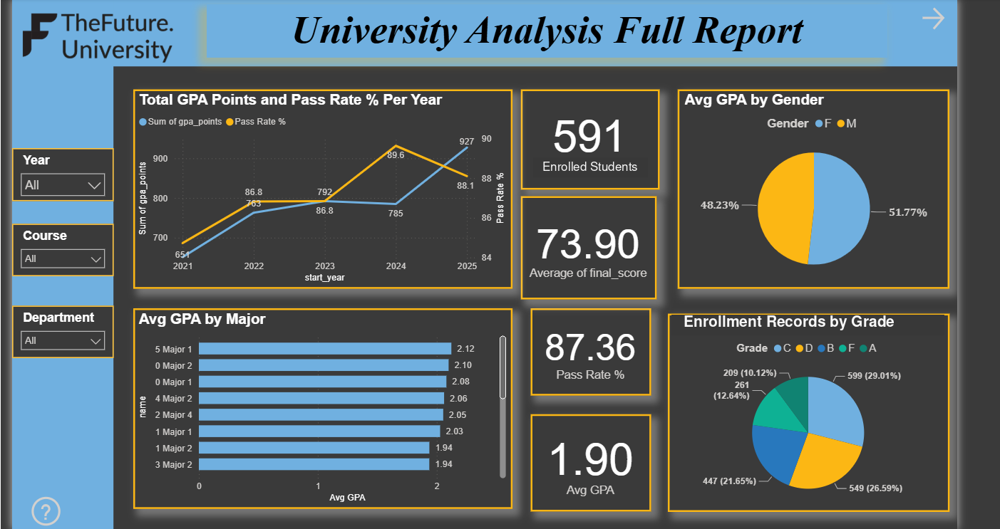 TheFuture.
University
University Analysis Full Report
Year
All
Course
All
Department
All
?
Total GPA Points and Pass Rate % Per Year
Sum of gpa_points Pass Rate %
Sum of gpa_points
900
800
700
654
763
792
785
927
86.8
86.8
89.6
88.1
90
88
86
84
Pass Rate %
2021 2022 2023 2024 2025
start_year
591
Enrolled Students
73.90
Average of final_score
Avg GPA by Gender
Gender F M
48.23%
51.77%
Avg GPA by Major
name
5 Major 1 2.12
0 Major 2 2.10
0 Major 1 2.08
4 Major 2 2.06
2 Major 4 2.05
1 Major 1 2.03
1 Major 2 1.94
3 Major 2 1.94
0 1 2
Avg GPA
87.36
Pass Rate %
1.90
Avg GPA
Enrollment Records by Grade
Grade C D B F A
209 (10.12%)
599 (29.01%)
261
(12.64%)
447 (21.65%)
549 (26.59%)